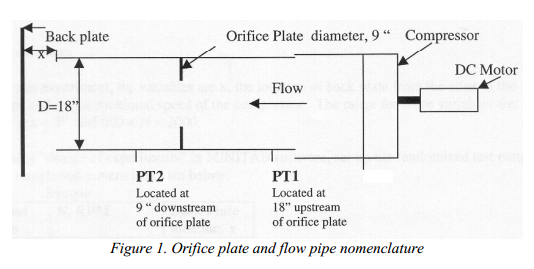 Back plate
Orifice Plate diameter, 9 “
Compressor
x
DC Motor
D=18”
Flow
PT2
Located at
9 “ downstream
of orifice plate
PT1
Located at
18” upstream
of orifice plate
Figure 1. Orifice plate and flow pipe nomenclature